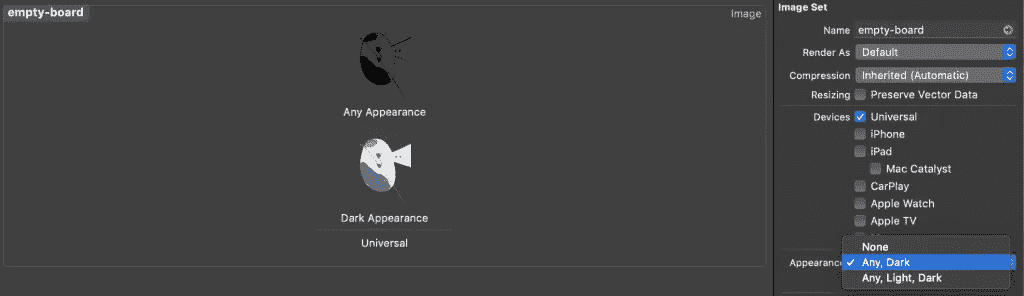 empty-board
Image
Any Appearance
Dark Appearance
Universal
Image Set
Name empty-board
Render As Default
Compression Inherited (Automatic)
Resizing Preserve Vector Data
Devices Universal
iPhone
iPad
Mac Catalyst
CarPlay
Apple Watch
Apple TV
None
Appearance ✓ Any, Dark
Any, Light, Dark